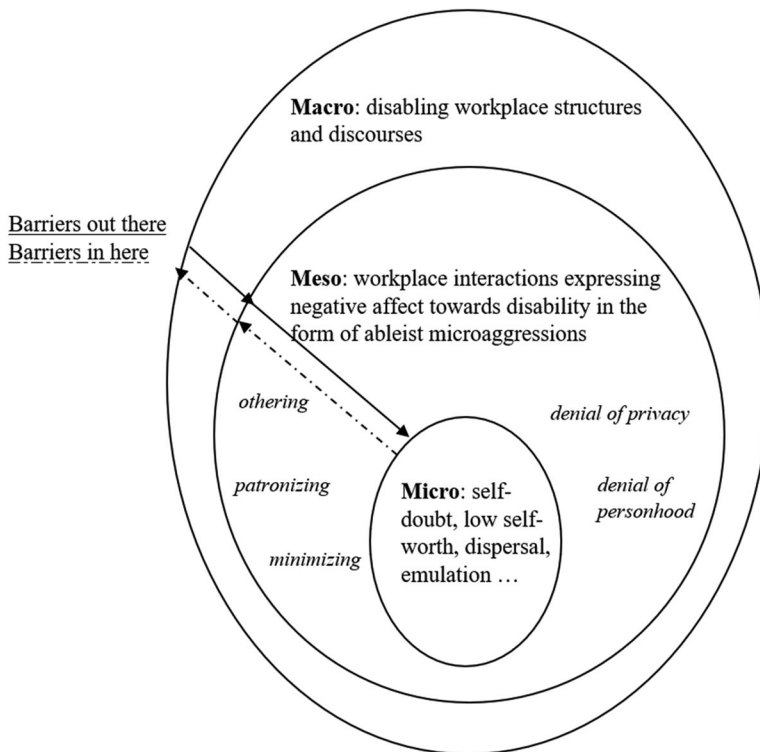 Macro: disabling workplace structures
and discourses
Barriers out there
Barriers in here
Meso: workplace interactions expressing
negative affect towards disability in the
form of ableist microaggressions
othering
denial of privacy
patronizing
denial of
personhood
minimizing
Micro: self-
doubt, low self-
worth, dispersal,
emulation …